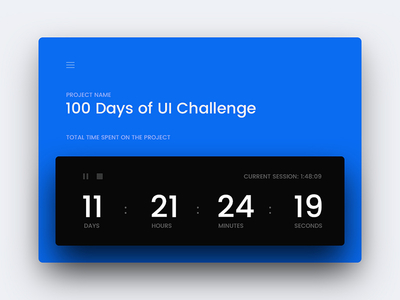 PROJECT NAME
100 Days of UI Challenge
TOTAL TIME SPENT ON THE PROJECT
CURRENT SESSION: 1:48:09
11 : 21 : 24 : 19
DAYS HOURS MINUTES SECONDS